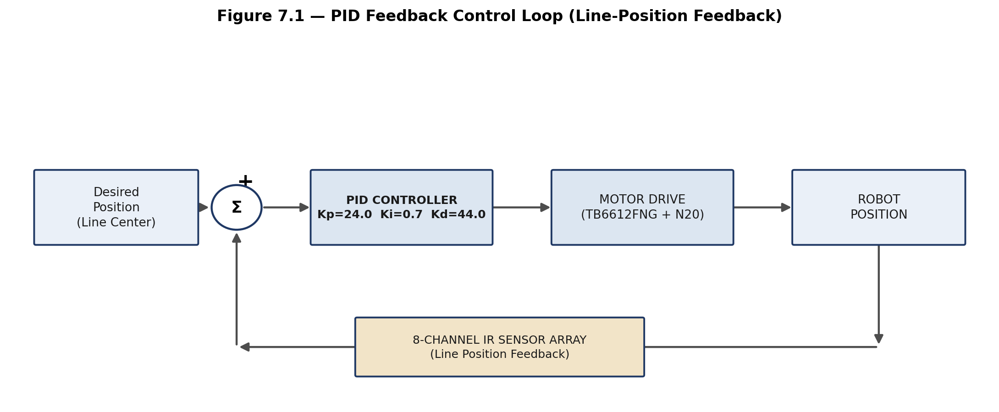 Figure 7.1 — PID Feedback Control Loop (Line-Position Feedback)
Desired
Position
(Line Center)
+
Σ
PID CONTROLLER
Kp=24.0  Ki=0.7  Kd=44.0
MOTOR DRIVE
(TB6612FNG + N20)
ROBOT
POSITION
8-CHANNEL IR SENSOR ARRAY
(Line Position Feedback)